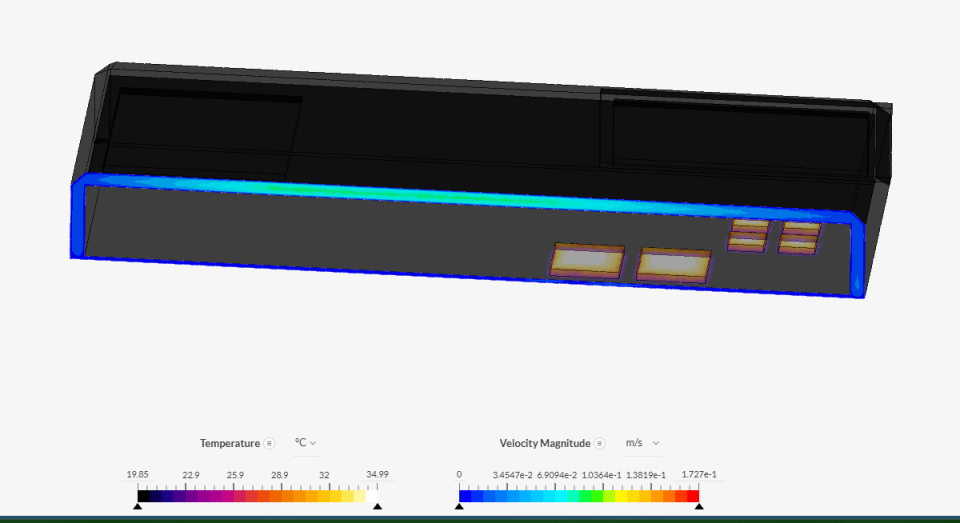 Temperature °C
19.85 22.9 25.9 28.9 32 34.99
Velocity Magnitude m/s
0 3.4547e-2 6.9094e-2 1.0364e-1 1.3819e-1 1.727e-1